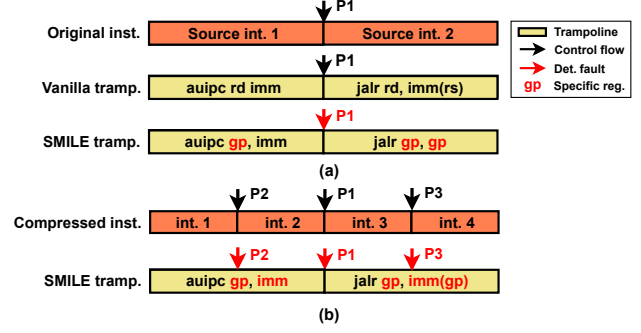 P1
Original inst. Source int. 1 Source int. 2
P1
Vanilla tramp. auipc rd imm jalr rd, imm(rs)
P1
SMILE tramp. auipc gp, imm jalr gp, gp
(a)
Trampoline
Control flow
Det. fault
gp Specific reg.
P2 P1 P3
Compressed inst. int. 1 int. 2 int. 3 int. 4
P2 P1 P3
SMILE tramp. auipc gp, imm jalr gp, imm(gp)
(b)